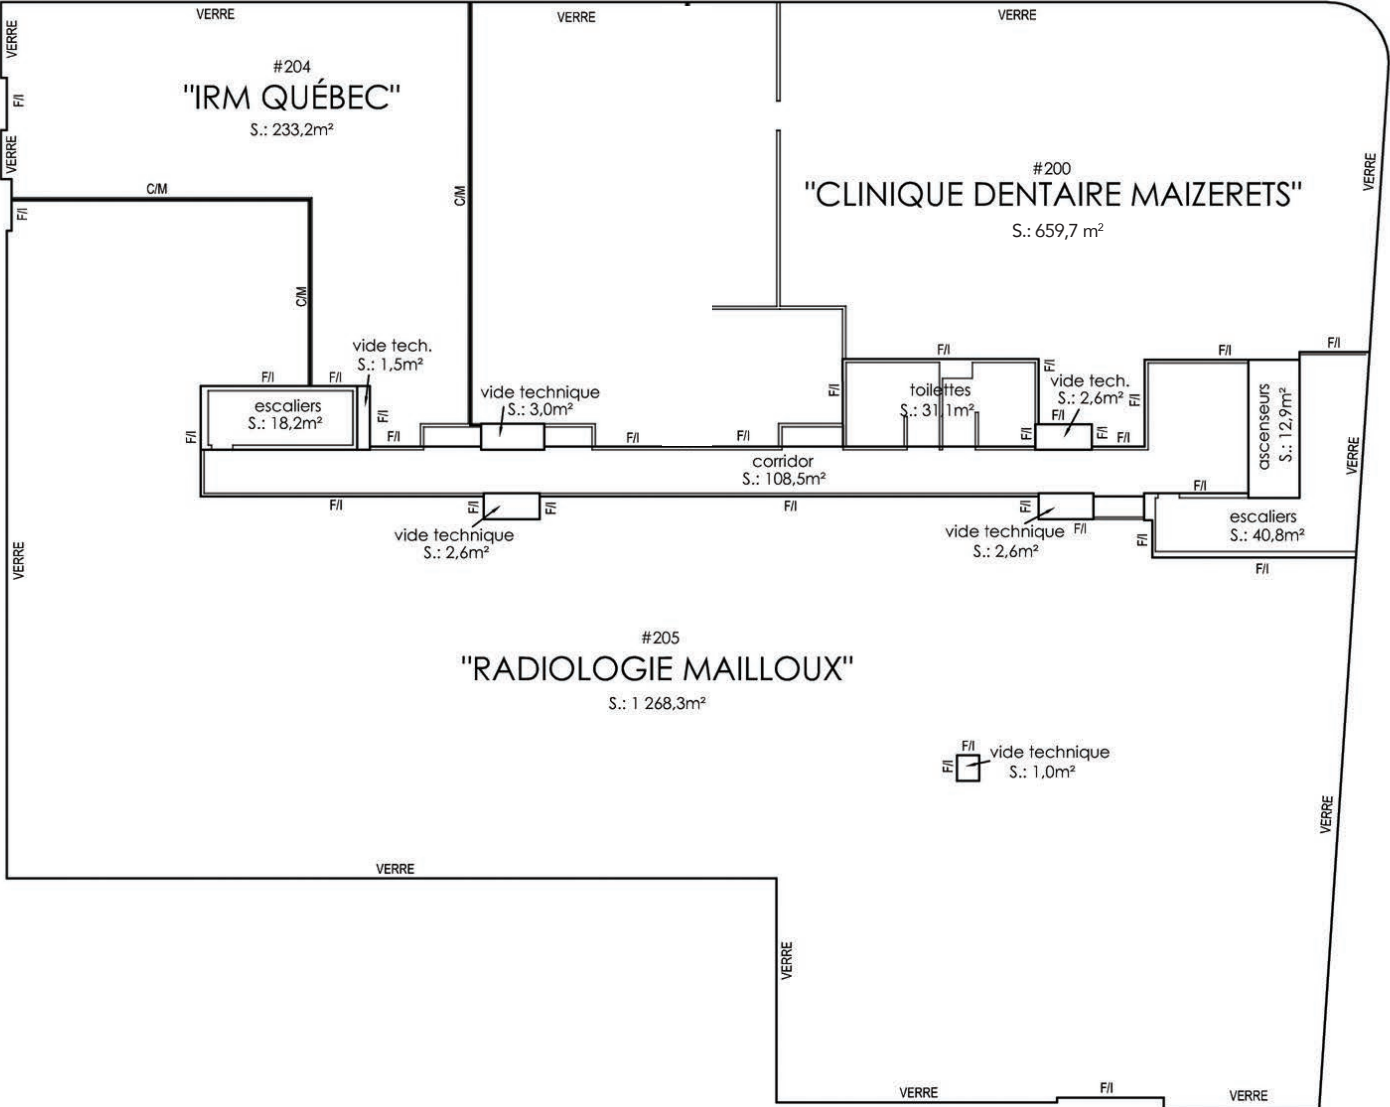 VERRE
VERRE
VERRE
VERRE
#204
"IRM QUÉBEC"
S.: 233,2m²
F/I
VERRE
C/M
F/I
C/M
C/M
#200
"CLINIQUE DENTAIRE MAIZERETS"
S.: 659,7 m²
VERRE
vide tech.
S.: 1,5m²
F/I
F/I
escaliers
S.: 18,2m²
F/I
F/I
F/I
vide technique
S.: 3,0m²
F/I
F/I
F/I
F/I
toilettes
S.: 31,1m²
F/I
vide tech.
S.: 2,6m²
F/I
F/I
F/I
F/I
F/I
F/I
F/I
ascenseurs
S.: 12,9m²
VERRE
corridor
S.: 108,5m²
F/I
F/I
F/I
F/I
vide technique
S.: 2,6m²
F/I
F/I
vide technique
S.: 2,6m²
F/I
F/I
escaliers
S.: 40,8m²
F/I
VERRE
#205
"RADIOLOGIE MAILLOUX"
S.: 1 268,3m²
F/I
F/I
vide technique
S.: 1,0m²
VERRE
VERRE
VERRE
VERRE
F/I
VERRE